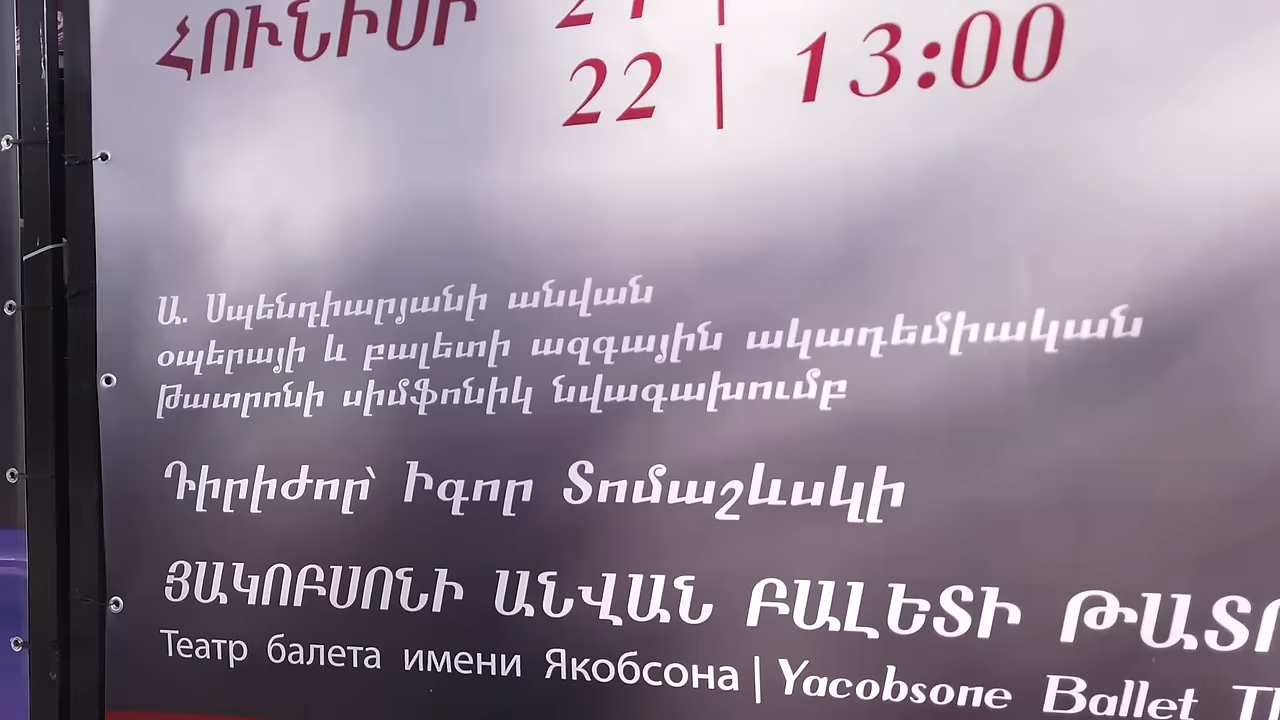 ՀՈՒՆԻՍԻ
22 | 13:00
Ա. Սպենդիարյանի անվան
օպերայի և բալետի ազգային ակադեմիական
թատրոնի սիմֆոնիկ նվագախումբ
Դիրիժոր՝ Իգոր Տոմաշևսկի
ՅԱԿՈԲՍՈՆԻ ԱՆՎԱՆ ԲԱԼԵՏԻ
Театр балета имени Якобсона | Yacobsone Ballet